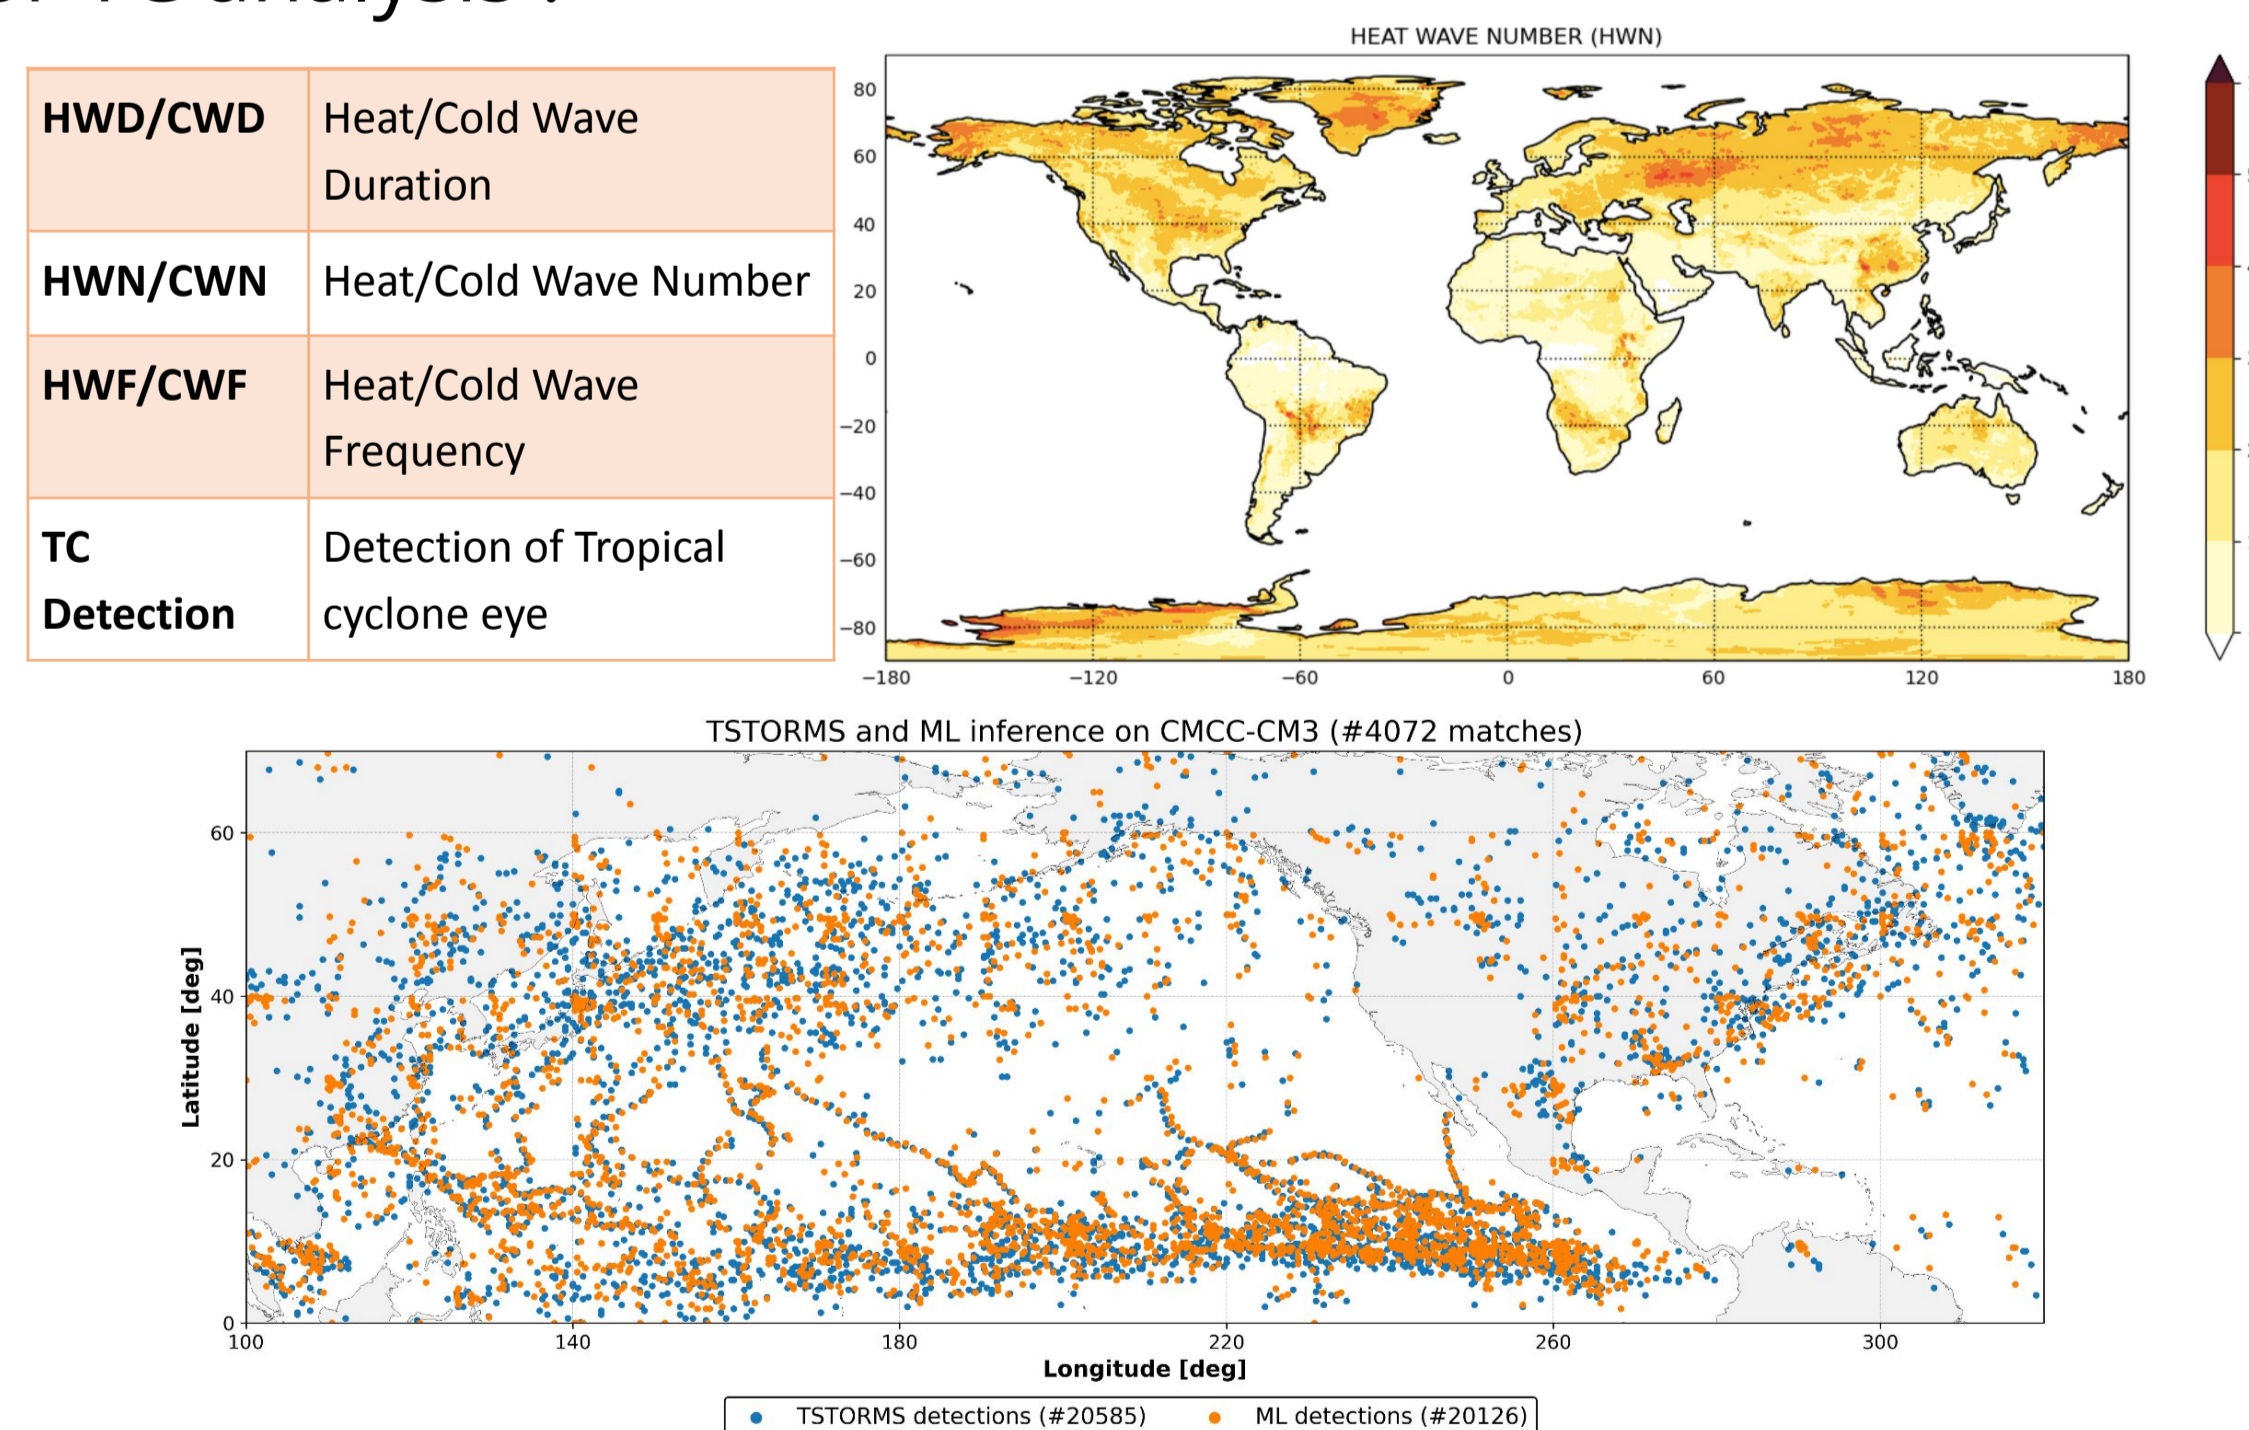 HWD/CWD
Heat/Cold Wave
Duration
HWN/CWN
Heat/Cold Wave Number
HWF/CWF
Heat/Cold Wave
Frequency
TC
Detection
Detection of Tropical
cyclone eye
HEAT WAVE NUMBER (HWN)
80
60
40
20
0
−20
−40
−60
−80
−180 −120 −60 0 60 120 180
TSTORMS and ML inference on CMCC-CM3 (#4072 matches)
Latitude [deg]
60
40
20
0
100 140 180 220 260 300
Longitude [deg]
TSTORMS detections (#20585) ML detections (#20126)